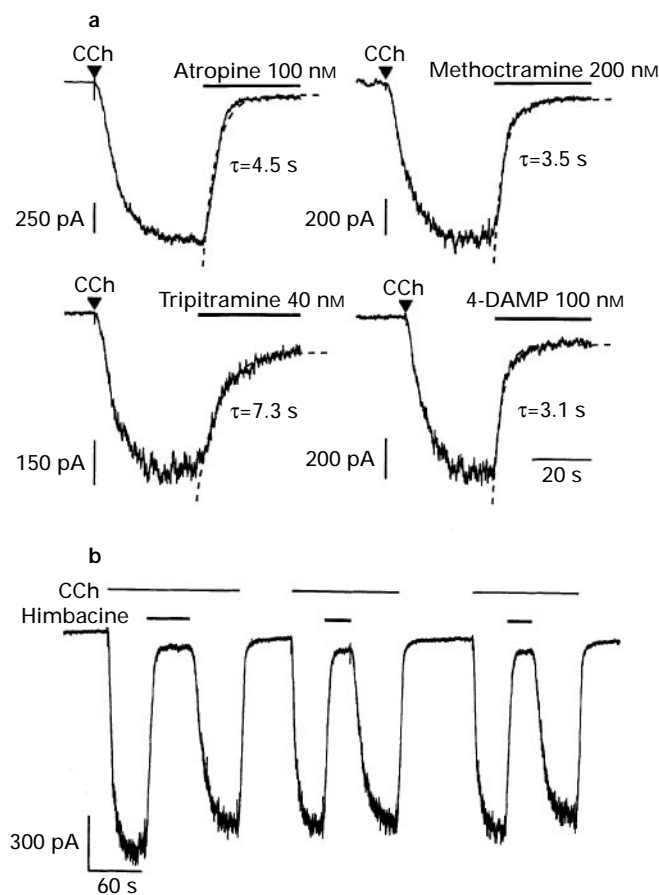 a
CCh
Atropine 100 nM
τ=4.5 s
250 pA
CCh
Methoctramine 200 nM
τ=3.5 s
200 pA
CCh
Tripitramine 40 nM
τ=7.3 s
150 pA
CCh
4-DAMP 100 nM
τ=3.1 s
200 pA
20 s
b
CCh
Himbacine
300 pA
60 s